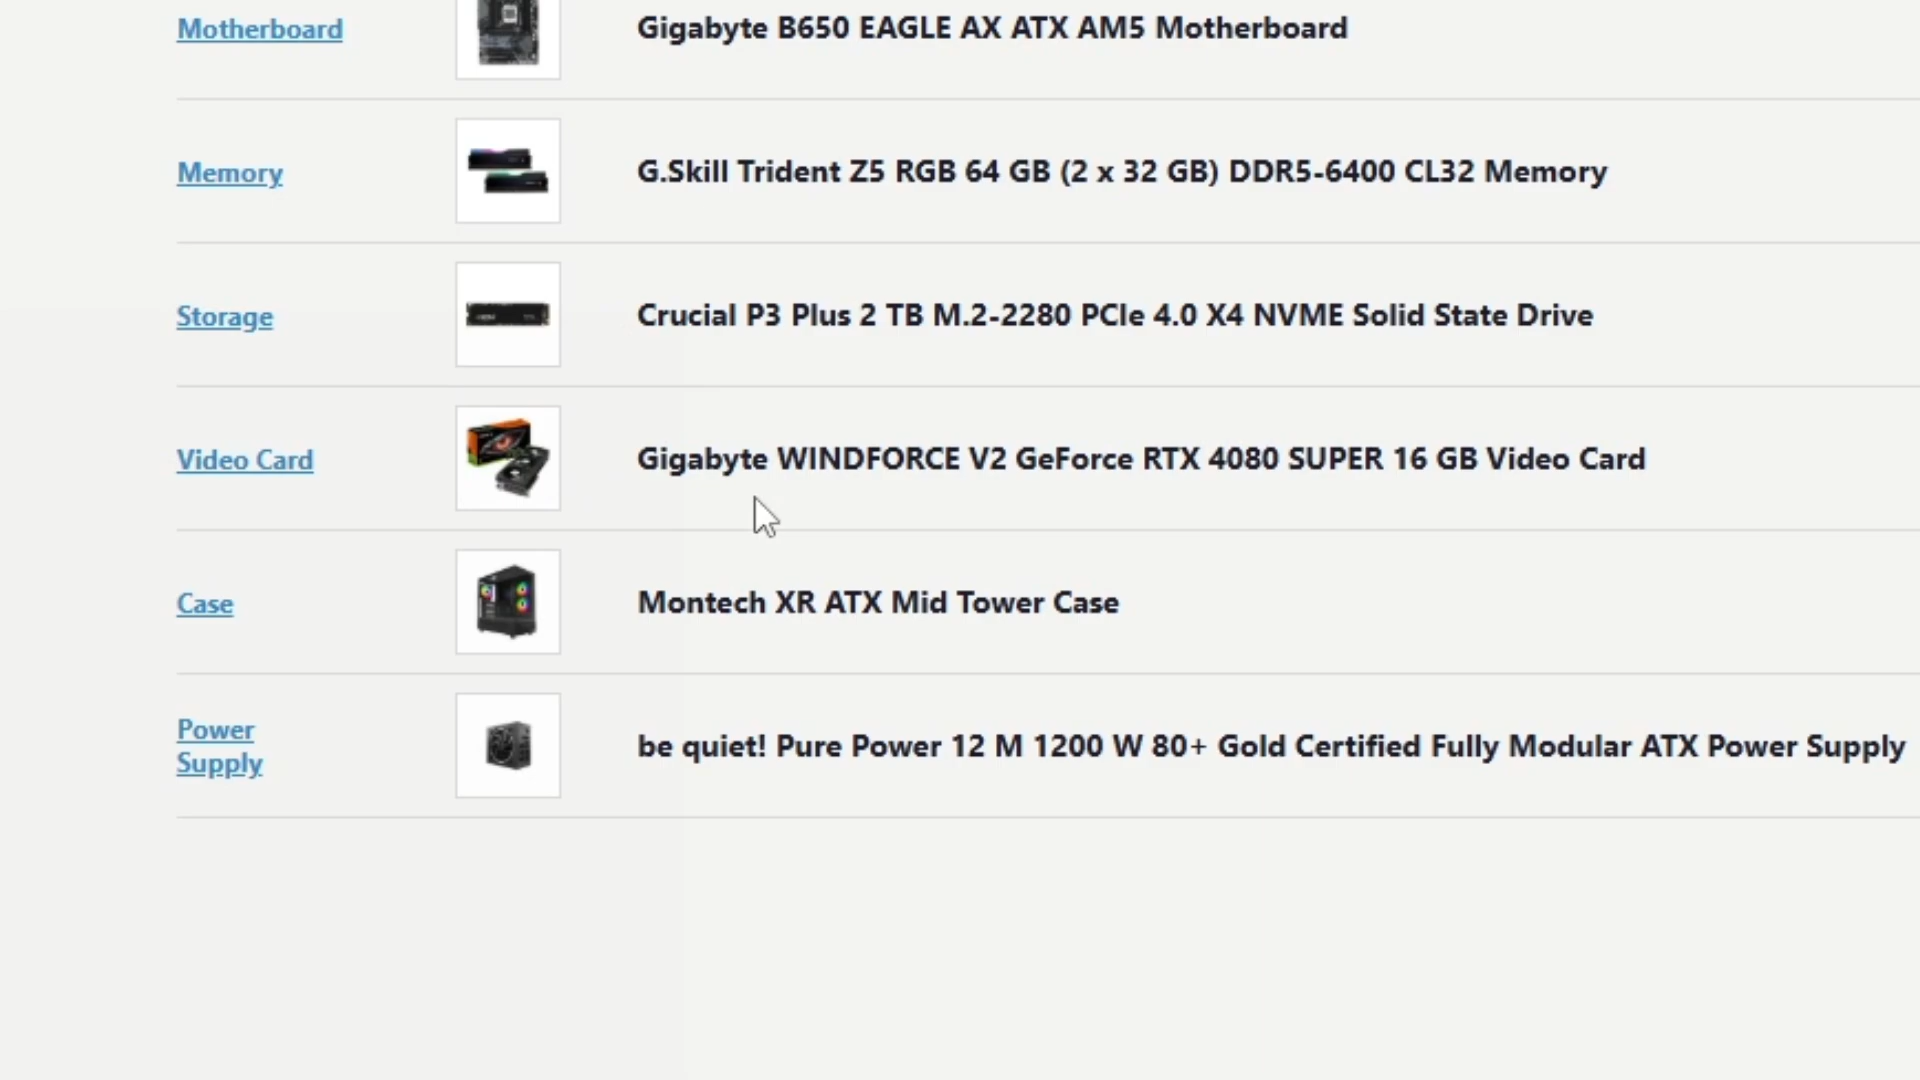 Motherboard
Gigabyte B650 EAGLE AX ATX AM5 Motherboard
Memory
G.Skill Trident Z5 RGB 64 GB (2 x 32 GB) DDR5-6400 CL32 Memory
Storage
Crucial P3 Plus 2 TB M.2-2280 PCIe 4.0 X4 NVME Solid State Drive
Video Card
Gigabyte WINDFORCE V2 GeForce RTX 4080 SUPER 16 GB Video Card
Case
Montech XR ATX Mid Tower Case
Power
Supply
be quiet! Pure Power 12 M 1200 W 80+ Gold Certified Fully Modular ATX Power Supply